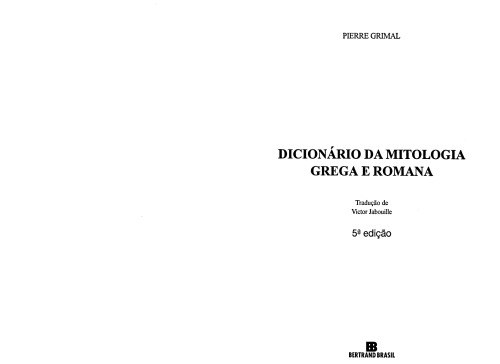 PIERRE GRIMAL
DICIONÁRIO DA MITOLOGIA
GREGA E ROMANA
Tradução de
Victor Jabouille
5ª edição
BB
BERTRAND BRASIL